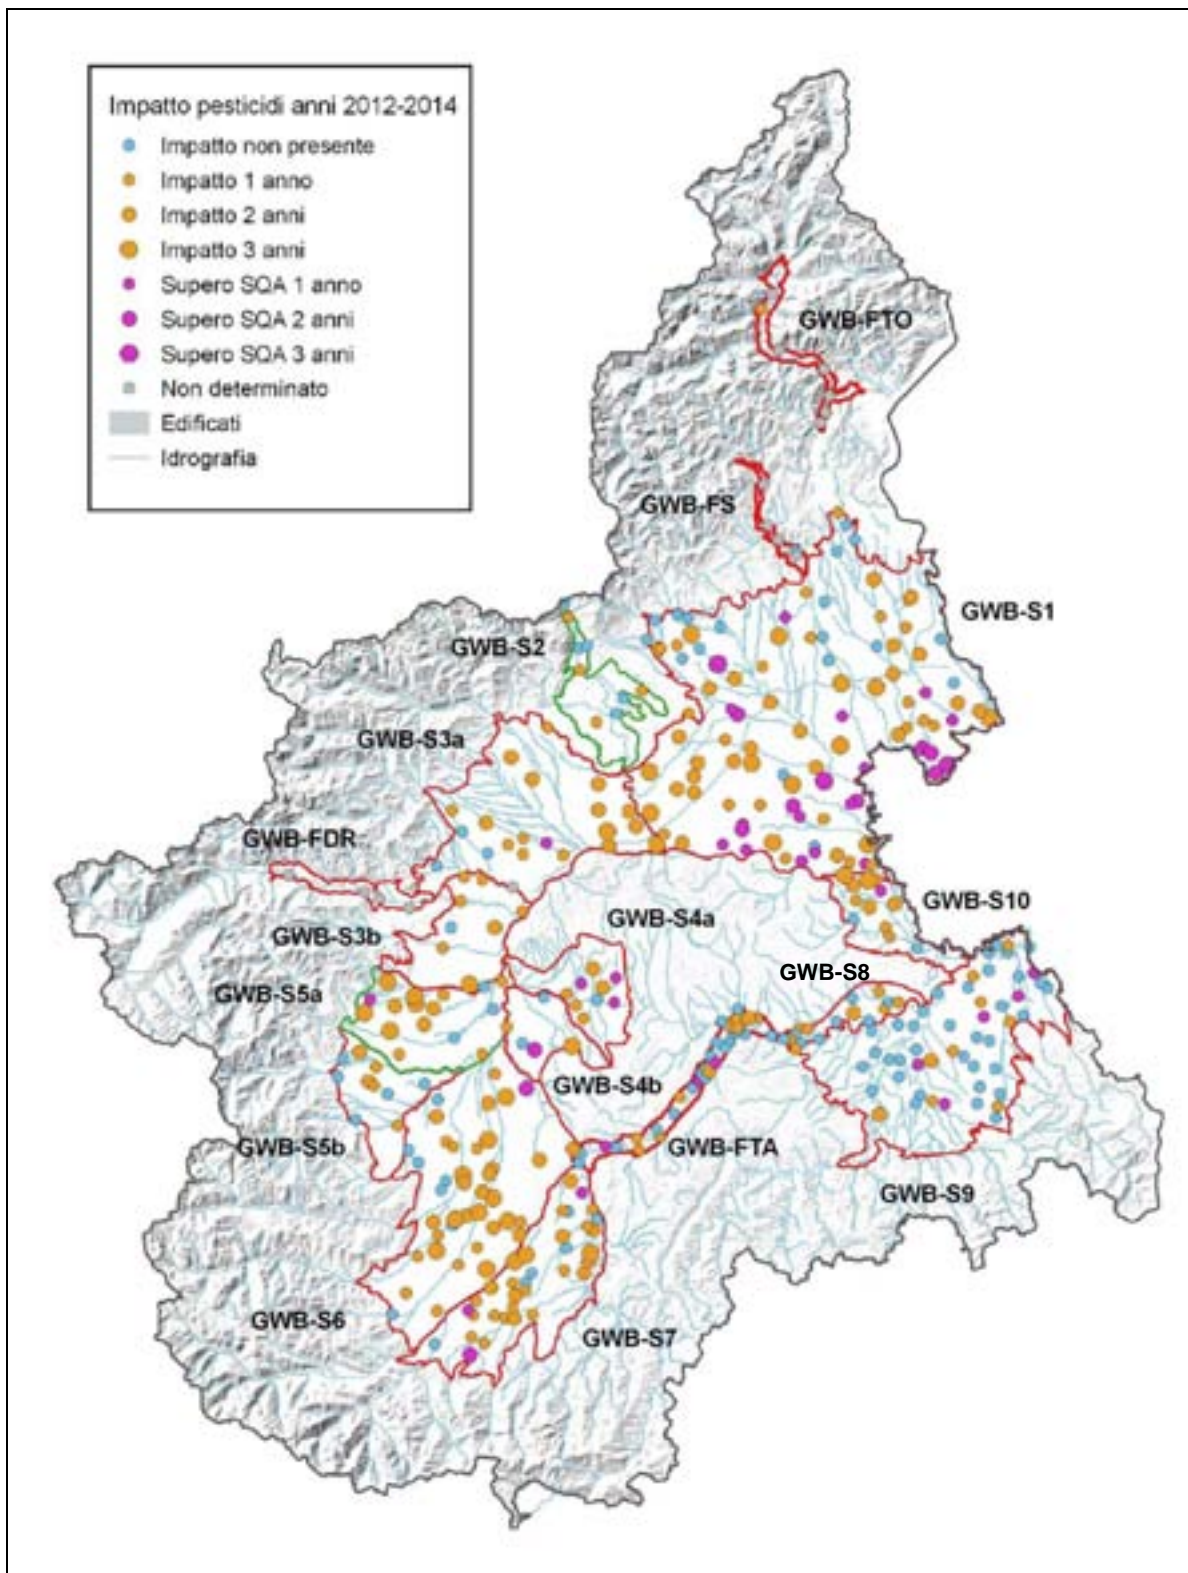 Impatto pesticidi anni 2012-2014
Impatto non presente
Impatto 1 anno
Impatto 2 anni
Impatto 3 anni
Supero SQA 1 anno
Supero SQA 2 anni
Supero SQA 3 anni
Non determinato
Edificati
Idrografia
GWB-FTO
GWB-FS
GWB-S1
GWB-S2
GWB-S3a
GWB-FDR
GWB-S10
GWB-S4a
GWB-S3b
GWB-S8
GWB-S5a
GWB-S4b
GWB-S5b
GWB-FTA
GWB-S9
GWB-S6
GWB-S7